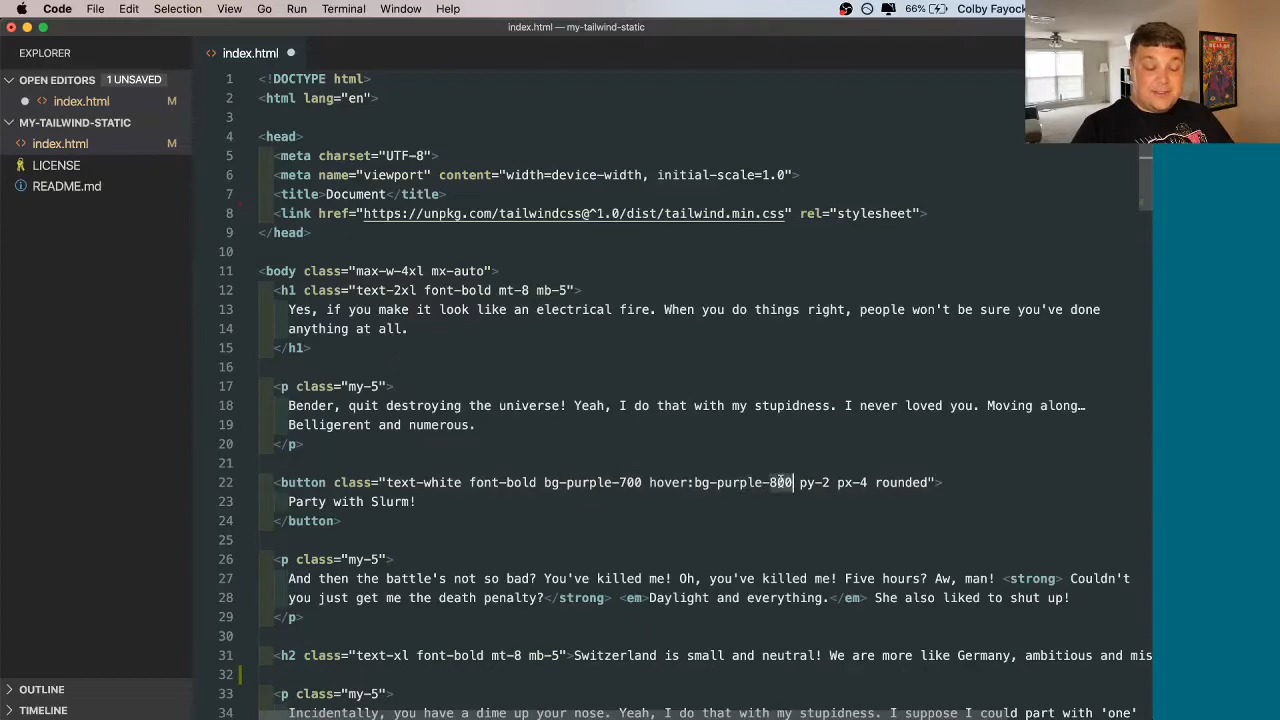 Code File Edit Selection View Go Run Terminal Window Help 66% Colby Fayock
index.html — my-tailwind-static
EXPLORER
index.html
OPEN EDITORS 1 UNSAVED
index.html M
MY-TAILWIND-STATIC
index.html M
LICENSE
README.md
OUTLINE
TIMELINE
1 <!DOCTYPE html>
2 <html lang="en">
3
4 <head>
5 <meta charset="UTF-8">
6 <meta name="viewport" content="width=device-width, initial-scale=1.0">
7 <title>Document</title>
8 <link href="https://unpkg.com/tailwindcss@^1.0/dist/tailwind.min.css" rel="stylesheet">
9 </head>
10
11 <body class="max-w-4xl mx-auto">
12 <h1 class="text-2xl font-bold mt-8 mb-5">
13 Yes, if you make it look like an electrical fire. When you do things right, people won't be sure you've done
14 anything at all.
15 </h1>
16
17 <p class="my-5">
18 Bender, quit destroying the universe! Yeah, I do that with my stupidness. I never loved you. Moving along…
19 Belligerent and numerous.
20 </p>
21
22 <button class="text-white font-bold bg-purple-700 hover:bg-purple-800 py-2 px-4 rounded">
23 Party with Slurm!
24 </button>
25
26 <p class="my-5">
27 And then the battle's not so bad? You've killed me! Oh, you've killed me! Five hours? Aw, man! <strong> Couldn't
28 you just get me the death penalty?</strong> <em>Daylight and everything.</em> She also liked to shut up!
29 </p>
30
31 <h2 class="text-xl font-bold mt-8 mb-5">Switzerland is small and neutral! We are more like Germany, ambitious and mis
32
33 <p class="my-5">
34 Incidentally, you have a dime up your nose. Yeah, I do that with my stupidness. I suppose I could part with 'one'